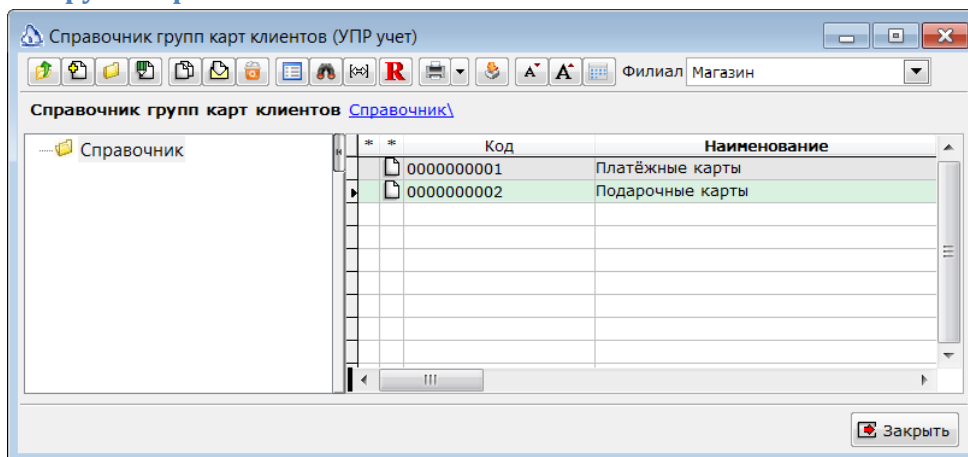 Справочник групп карт клиентов (УПР учет)
R A A Филиал Магазин
Справочник групп карт клиентов Справочник\
Справочник
* * Код Наименование
0000000001 Платёжные карты
0000000002 Подарочные карты
Закрыть